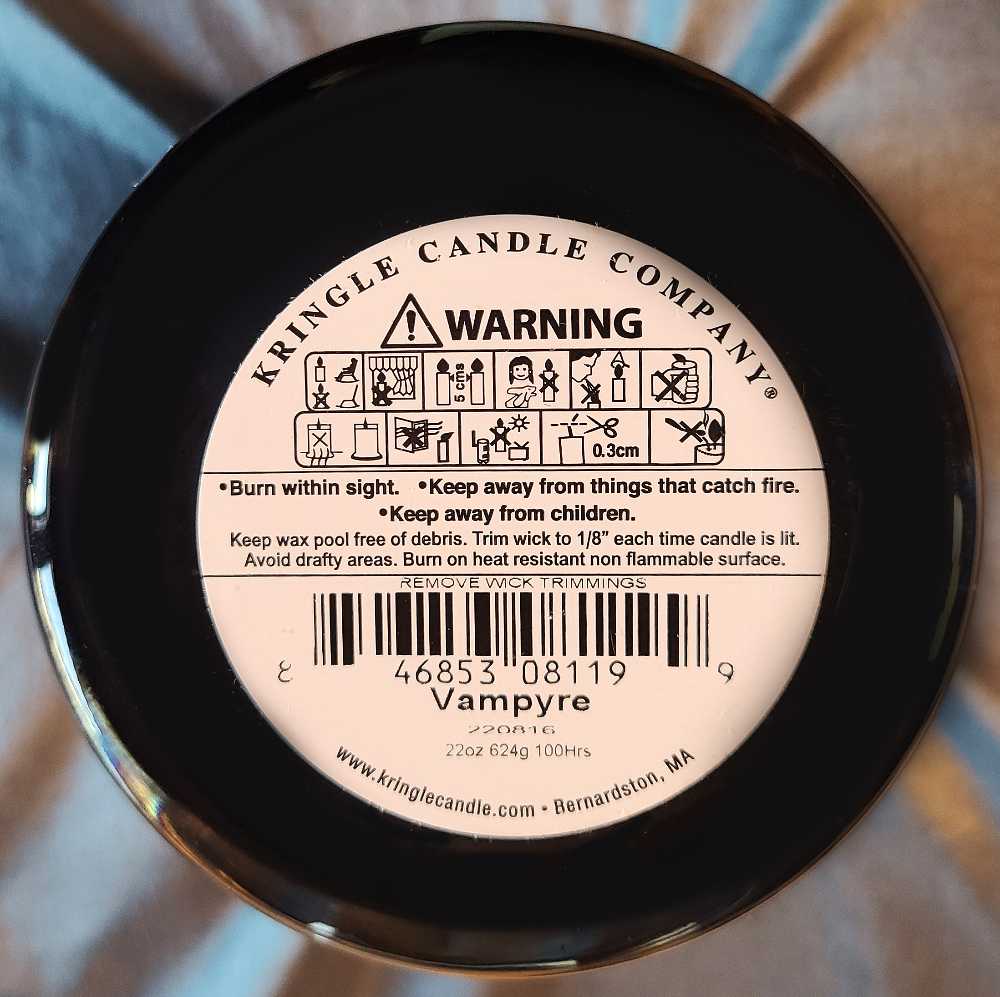 KRINGLE CANDLE COMPANY®
WARNING
5 cms
0.3cm
•Burn within sight. •Keep away from things that catch fire.
•Keep away from children.
Keep wax pool free of debris. Trim wick to 1/8” each time candle is lit.
Avoid drafty areas. Burn on heat resistant non flammable surface.
REMOVE WICK TRIMMINGS
8 46853 08119 9
Vampyre
220816
22oz 624g 100Hrs
www.kringlecandle.com • Bernardston, MA